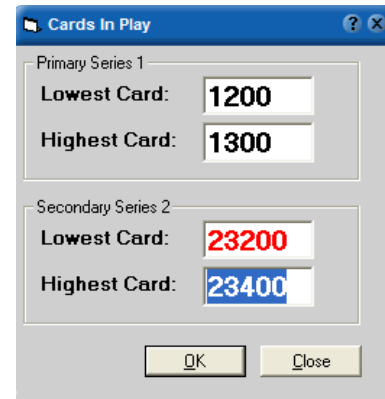 Cards In Play
Primary Series 1
Lowest Card: 1200
Highest Card: 1300
Secondary Series 2
Lowest Card: 23200
Highest Card: 23400
OK Close